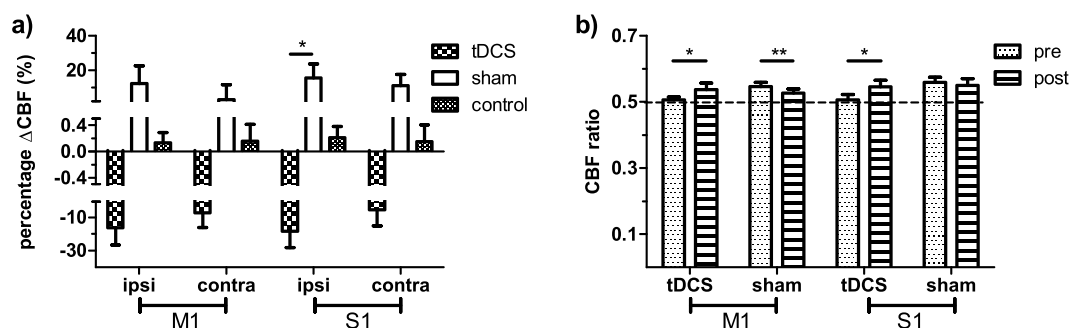 a)
percentage ΔCBF (%)
40
20
0.4
0.0
-0.4
-10
-30
*
tDCS
sham
control
ipsi contra ipsi contra
M1 S1
b)
CBF ratio
0.7
0.5
0.3
0.1
* ** *
pre
post
tDCS sham tDCS sham
M1 S1